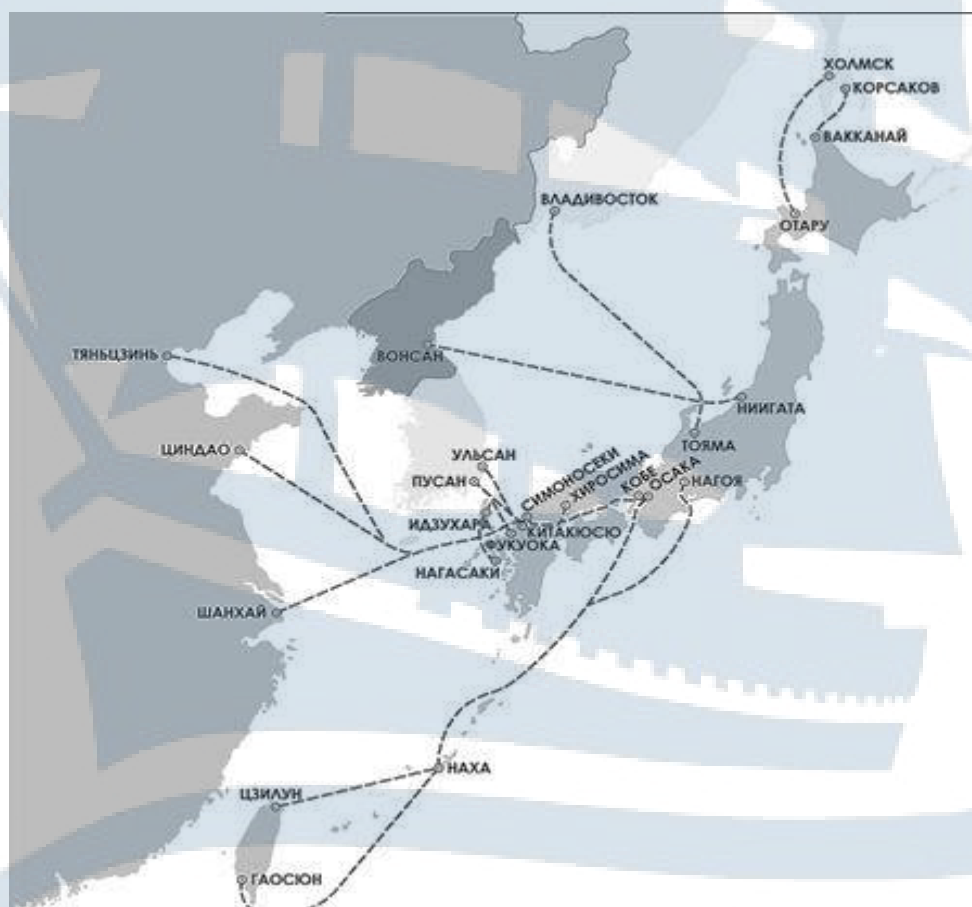 ХОЛМСК
КОРСАКОВ
ВАККАНАЙ
ВЛАДИВОСТОК
ОТАРУ
ТЯНЬЦЗИНЬ
ВОНСАН
НИИГАТА
ТОЯМА
ЦИНДАО
УЛЬСАН
ПУСАН
СИМОНОСЕКИ
ХИРОСИМА
КОБЕ
ОСАКА
НАГОЯ
ИДЗУХАРА
КИТАКЮСЮ
ФУКУОКА
НАГАСАКИ
ШАНХАЙ
НАХА
ЦЗИЛУН
ГАОСЮН